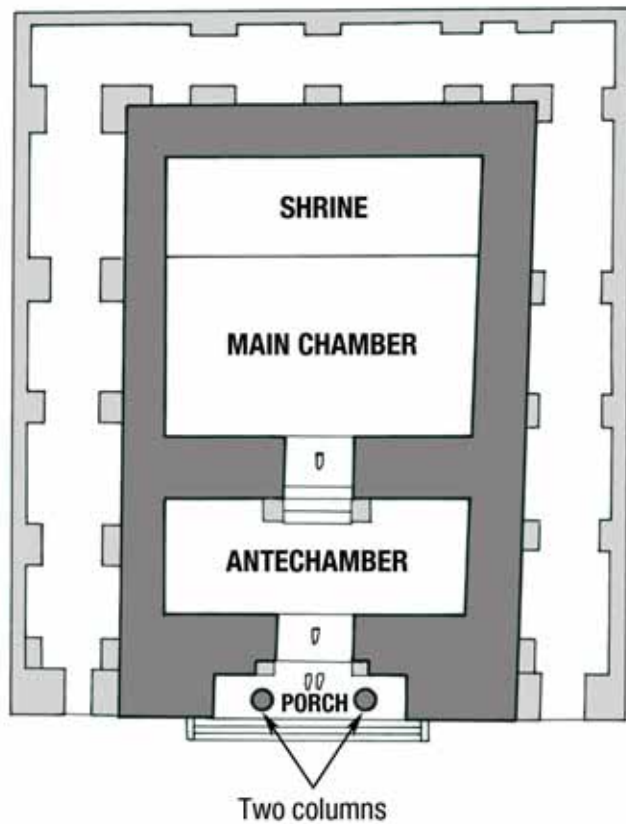 SHRINE
MAIN CHAMBER
ANTECHAMBER
PORCH
Two columns